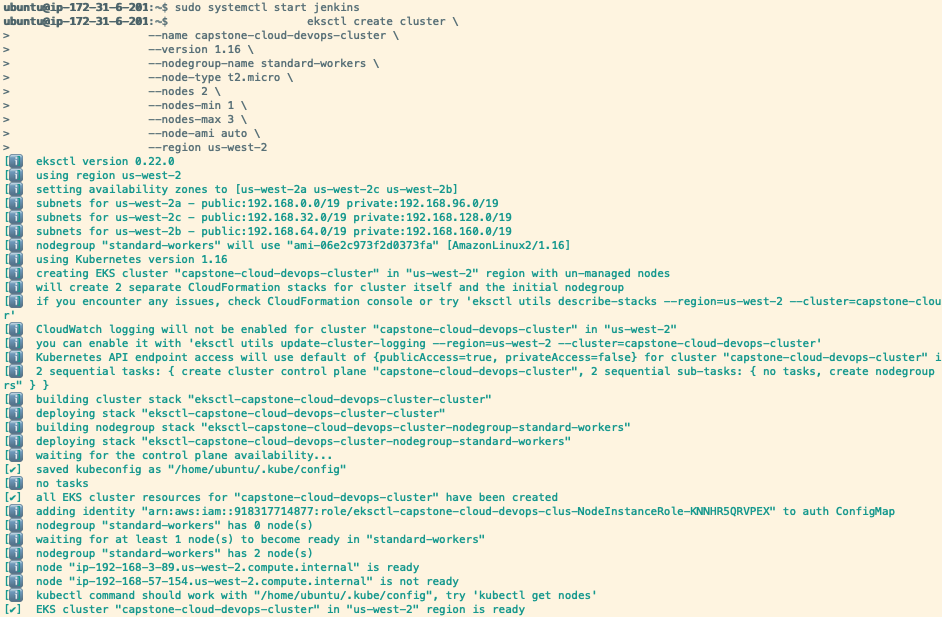 ubuntu@ip-172-31-6-201:~$ sudo systemctl start jenkins
ubuntu@ip-172-31-6-201:~$ eksctl create cluster \
> --name capstone-cloud-devops-cluster \
> --version 1.16 \
> --nodegroup-name standard-workers \
> --node-type t2.micro \
> --nodes 2 \
> --nodes-min 1 \
> --nodes-max 3 \
> --node-ami auto \
> --region us-west-2
[ℹ] eksctl version 0.22.0
[ℹ] using region us-west-2
[ℹ] setting availability zones to [us-west-2a us-west-2c us-west-2b]
[ℹ] subnets for us-west-2a - public:192.168.0.0/19 private:192.168.96.0/19
[ℹ] subnets for us-west-2c - public:192.168.32.0/19 private:192.168.128.0/19
[ℹ] subnets for us-west-2b - public:192.168.64.0/19 private:192.168.160.0/19
[ℹ] nodegroup "standard-workers" will use "ami-06e2c973f2d0373fa" [AmazonLinux2/1.16]
[ℹ] using Kubernetes version 1.16
[ℹ] creating EKS cluster "capstone-cloud-devops-cluster" in "us-west-2" region with un-managed nodes
[ℹ] will create 2 separate CloudFormation stacks for cluster itself and the initial nodegroup
[ℹ] if you encounter any issues, check CloudFormation console or try 'eksctl utils describe-stacks --region=us-west-2 --cluster=capstone-clou
r'
[ℹ] CloudWatch logging will not be enabled for cluster "capstone-cloud-devops-cluster" in "us-west-2"
[ℹ] you can enable it with 'eksctl utils update-cluster-logging --region=us-west-2 --cluster=capstone-cloud-devops-cluster'
[ℹ] Kubernetes API endpoint access will use default of {publicAccess=true, privateAccess=false} for cluster "capstone-cloud-devops-cluster" i
[ℹ] 2 sequential tasks: { create cluster control plane "capstone-cloud-devops-cluster", 2 sequential sub-tasks: { no tasks, create nodegroup
rs" } }
[ℹ] building cluster stack "eksctl-capstone-cloud-devops-cluster-cluster"
[ℹ] deploying stack "eksctl-capstone-cloud-devops-cluster-cluster"
[ℹ] building nodegroup stack "eksctl-capstone-cloud-devops-cluster-nodegroup-standard-workers"
[ℹ] deploying stack "eksctl-capstone-cloud-devops-cluster-nodegroup-standard-workers"
[ℹ] waiting for the control plane availability...
[✔] saved kubeconfig as "/home/ubuntu/.kube/config"
[ℹ] no tasks
[✔] all EKS cluster resources for "capstone-cloud-devops-cluster" have been created
[ℹ] adding identity "arn:aws:iam::918317714877:role/eksctl-capstone-cloud-devops-clus-NodeInstanceRole-KNNHR5QRVPEX" to auth ConfigMap
[ℹ] nodegroup "standard-workers" has 0 node(s)
[ℹ] waiting for at least 1 node(s) to become ready in "standard-workers"
[ℹ] nodegroup "standard-workers" has 2 node(s)
[ℹ] node "ip-192-168-3-89.us-west-2.compute.internal" is ready
[ℹ] node "ip-192-168-57-154.us-west-2.compute.internal" is not ready
[ℹ] kubectl command should work with "/home/ubuntu/.kube/config", try 'kubectl get nodes'
[✔] EKS cluster "capstone-cloud-devops-cluster" in "us-west-2" region is ready